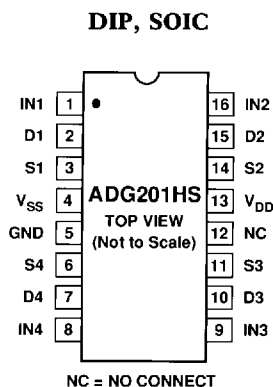 DIP, SOIC
IN1 1 16 IN2
D1 2 15 D2
S1 3 14 S2
VSS 4 ADG201HS 13 VDD
TOP VIEW
GND 5 (Not to Scale) 12 NC
S4 6 11 S3
D4 7 10 D3
IN4 8 9 IN3
NC = NO CONNECT